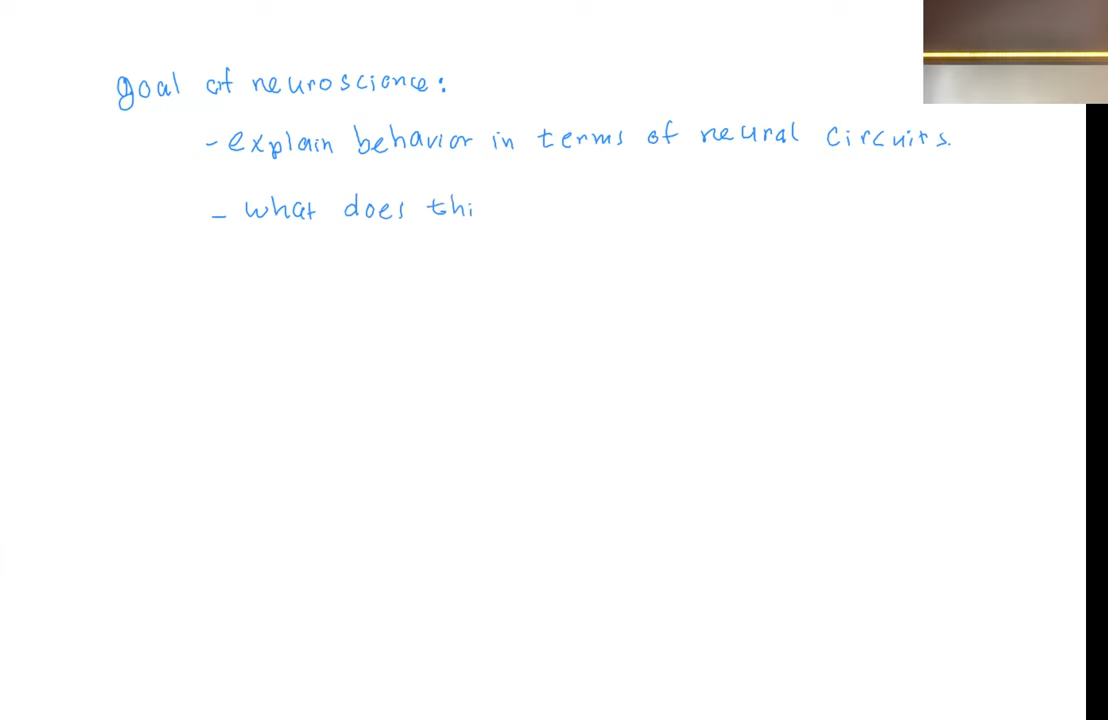 goal of neuroscience:
- explain behavior in terms of neural circuits.
- what does thi